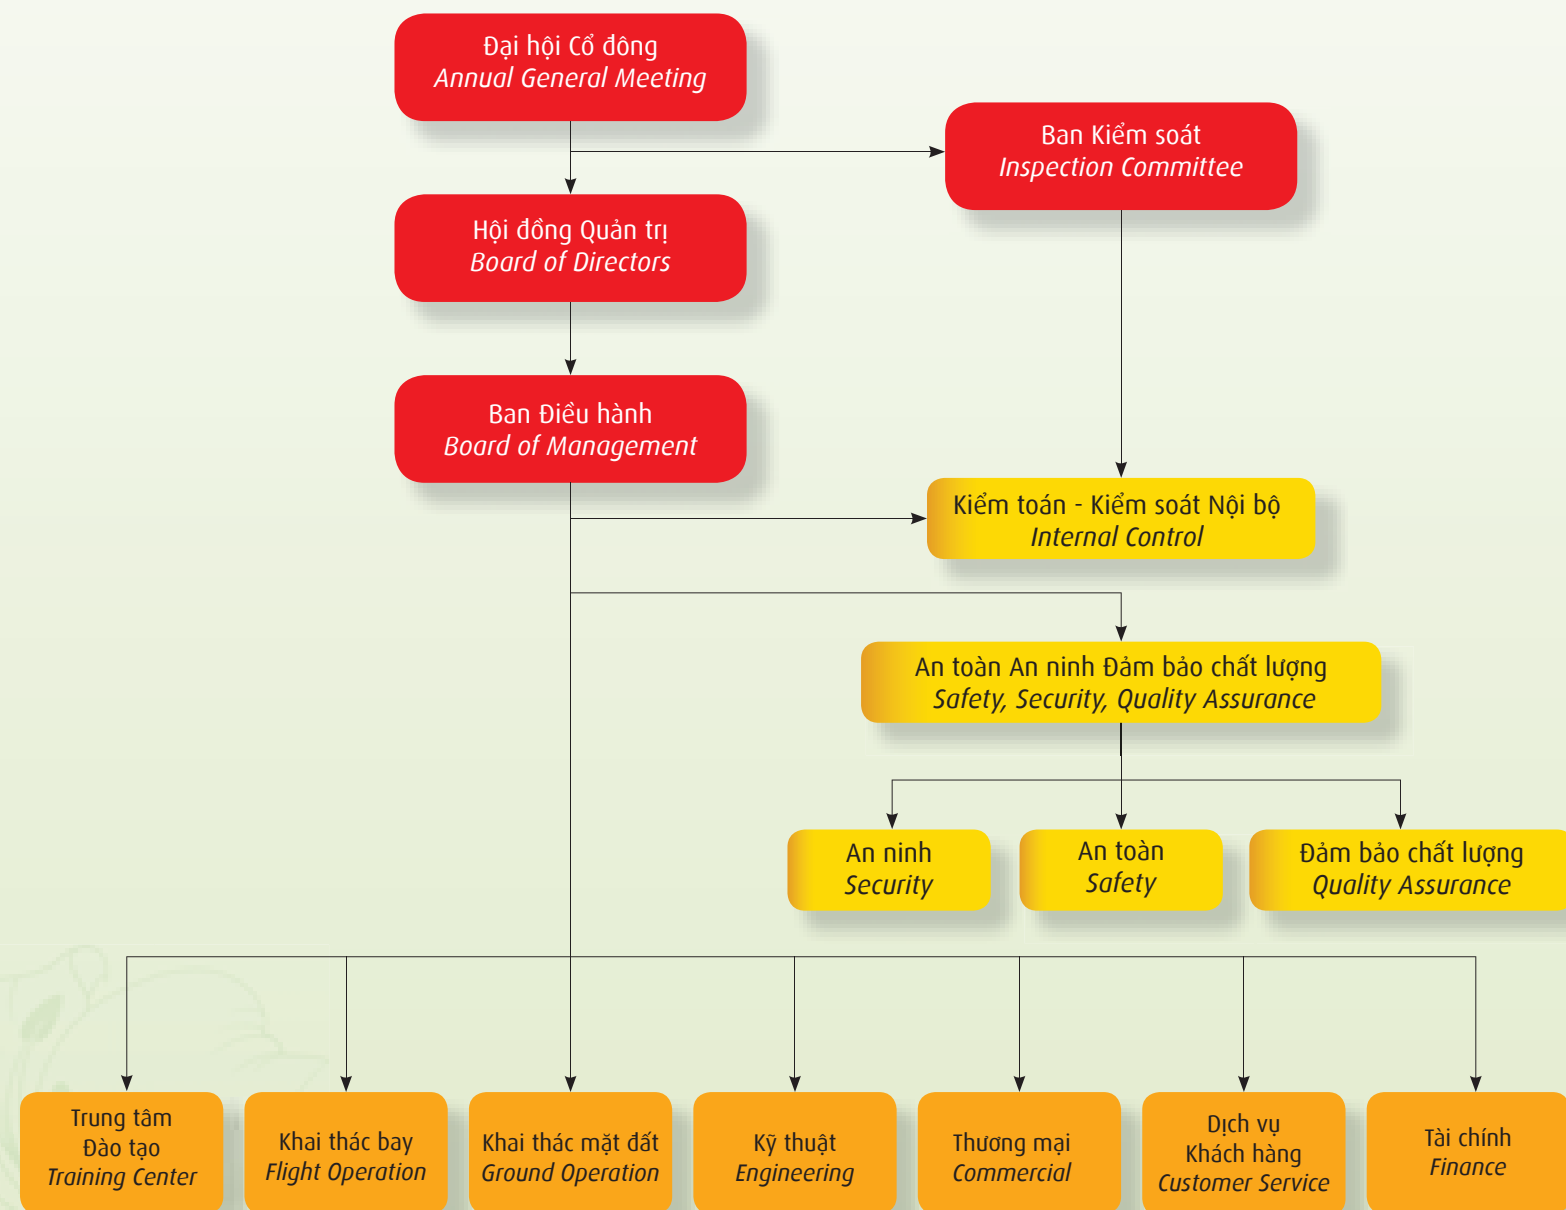 Đại hội Cổ đông
Annual General Meeting
Ban Kiểm soát
Inspection Committee
Hội đồng Quản trị
Board of Directors
Ban Điều hành
Board of Management
Kiểm toán - Kiểm soát Nội bộ
Internal Control
An toàn An ninh Đảm bảo chất lượng
Safety, Security, Quality Assurance
An ninh
Security
An toàn
Safety
Đảm bảo chất lượng
Quality Assurance
Trung tâm
Đào tạo
Training Center
Khai thác bay
Flight Operation
Khai thác mặt đất
Ground Operation
Kỹ thuật
Engineering
Thương mại
Commercial
Dịch vụ
Khách hàng
Customer Service
Tài chính
Finance